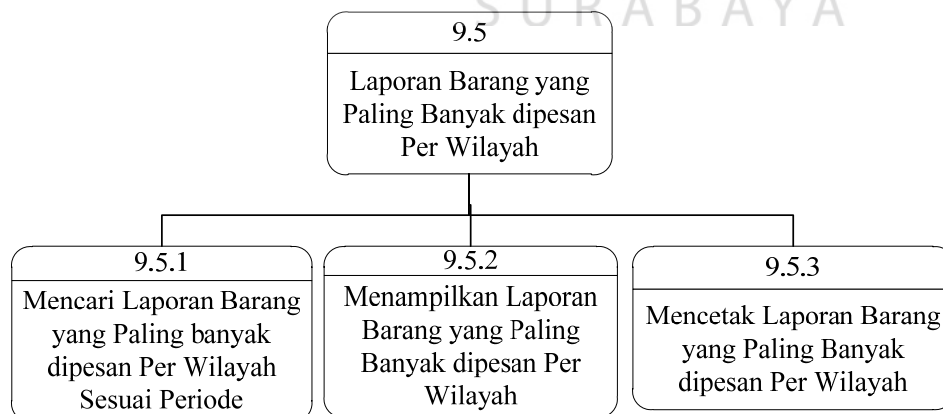 SURABAYA
9.5
Laporan Barang yang
Paling Banyak dipesan
Per Wilayah
9.5.1
Mencari Laporan Barang
yang Paling banyak
dipesan Per Wilayah
Sesuai Periode
9.5.2
Menampilkan Laporan
Barang yang Paling
Banyak dipesan Per
Wilayah
9.5.3
Mencetak Laporan Barang
yang Paling Banyak
dipesan Per Wilayah